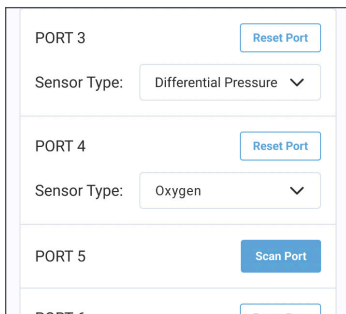 PORT 3
Reset Port
Sensor Type:
Differential Pressure
PORT 4
Reset Port
Sensor Type:
Oxygen
PORT 5
Scan Port